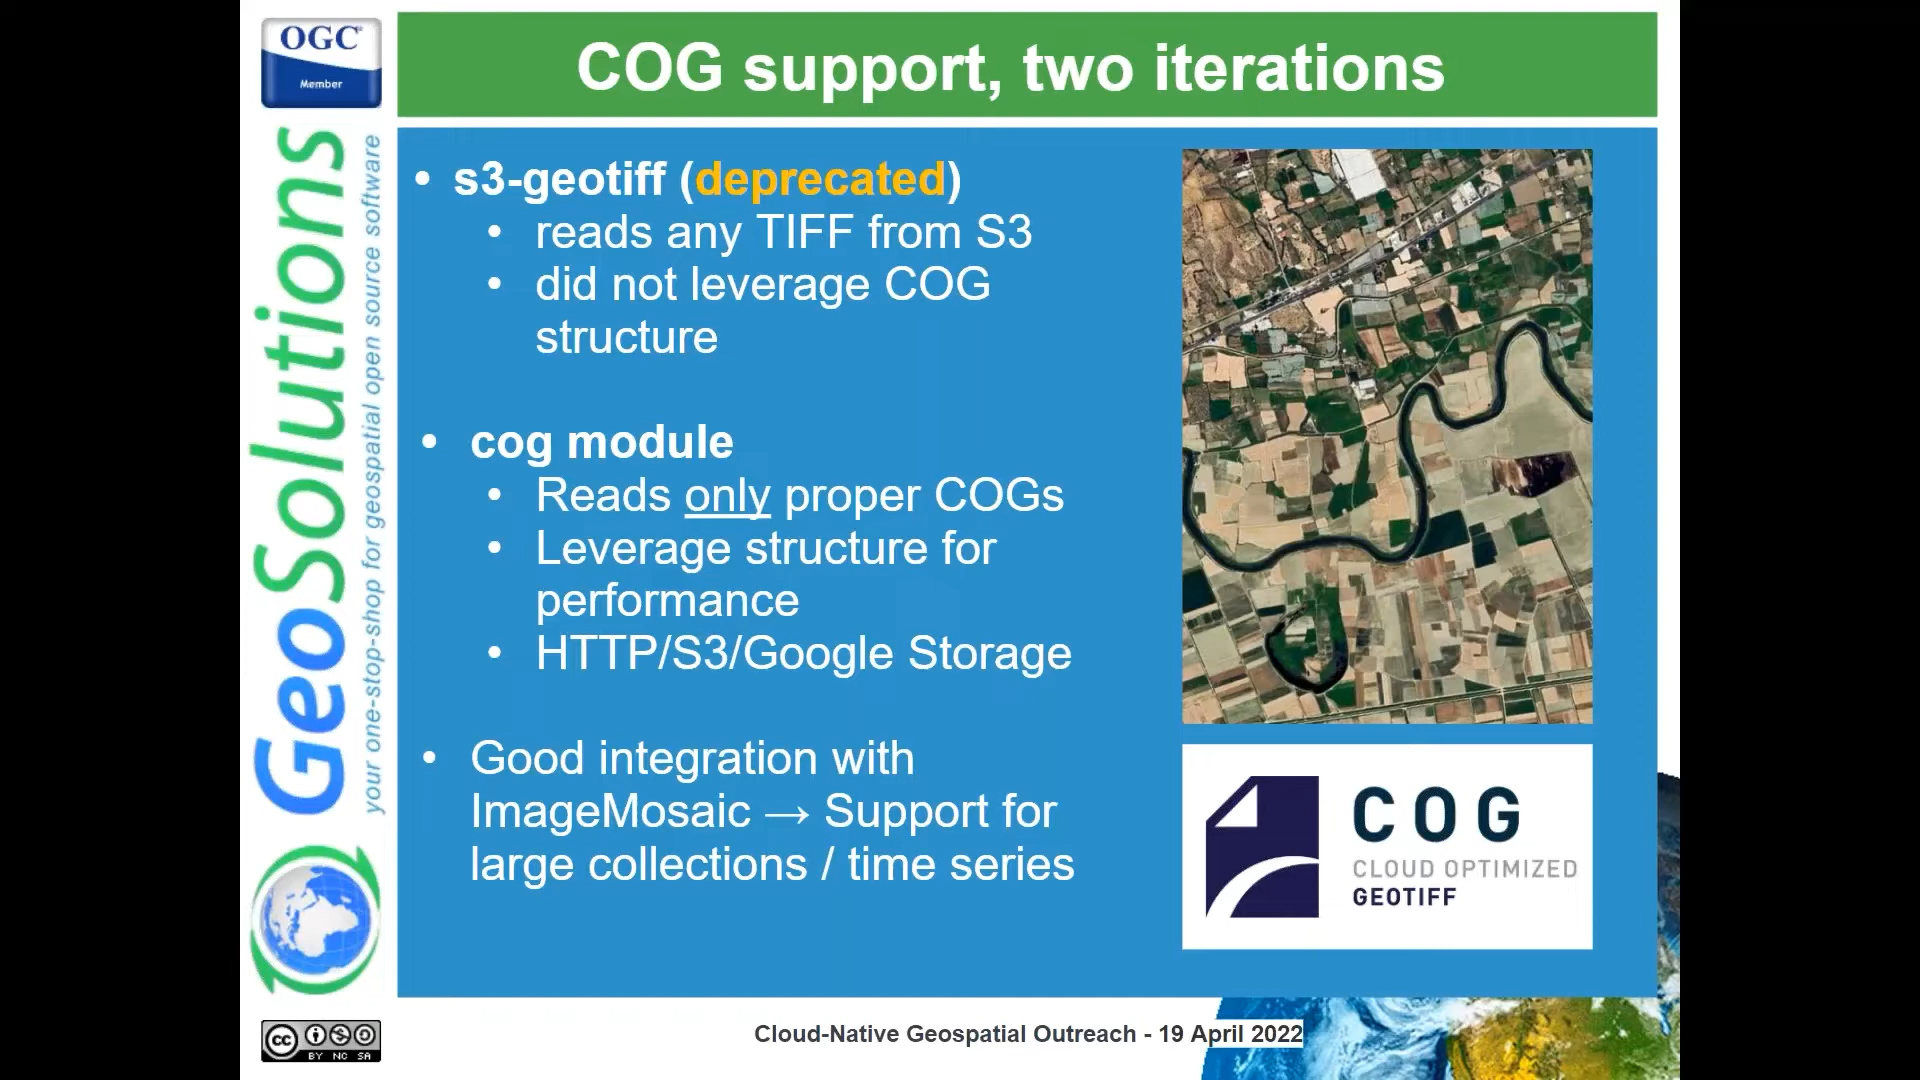 OGC
Member
COG support, two iterations
GeoSolutions
your one-stop-shop for geospatial open source software
• s3-geotiff (deprecated)
• reads any TIFF from S3
• did not leverage COG
structure
• cog module
• Reads only proper COGs
• Leverage structure for
performance
• HTTP/S3/Google Storage
• Good integration with
ImageMosaic → Support for
large collections / time series
COG
CLOUD OPTIMIZED
GEOTIFF
cc
BY NC SA
Cloud-Native Geospatial Outreach - 19 April 2022